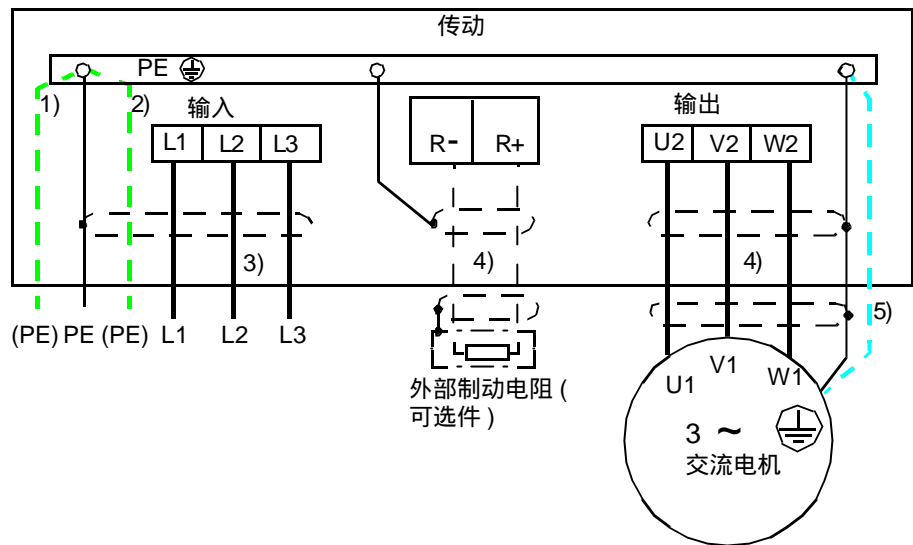 传动
PE
1)
2)
输入
输出
L1 L2 L3
R- R+
U2 V2 W2
3)
4)
4)
5)
(PE) PE (PE) L1 L2 L3
外部制动电阻 (
可选件 )
U1 V1 W1
3 ~
交流电机